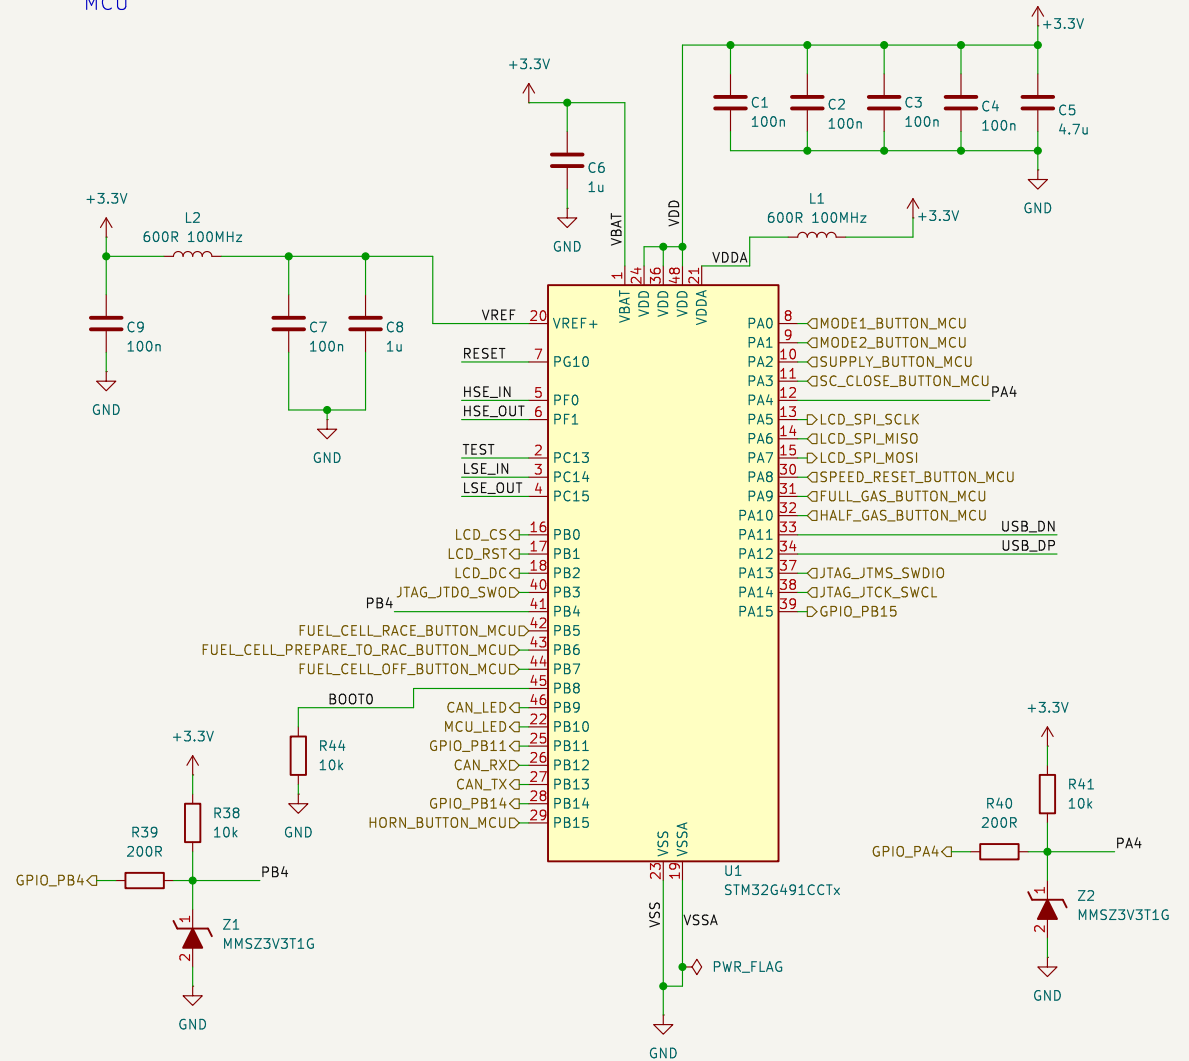 MCU
+3.3V
C1
100n
C2
100n
C3
100n
C4
100n
C5
4.7u
GND
+3.3V
C6
1u
GND
VBAT
VDD
+3.3V
L1
600R 100MHz
VDDA
+3.3V
L2
600R 100MHz
C9
100n
GND
C7
100n
C8
1u
GND
1
24
36
48
21
VBAT
VDD
VDD
VDD
VDDA
VREF 20 VREF+
RESET 7 PG10
HSE_IN 5 PF0
HSE_OUT 6 PF1
TEST 2 PC13
LSE_IN 3 PC14
LSE_OUT 4 PC15
LCD_CS 16 PB0
LCD_RST 17 PB1
LCD_DC 18 PB2
JTAG_JTDO_SWO 40 PB3
PB4 41 PB4
FUEL_CELL_RACE_BUTTON_MCU 42 PB5
FUEL_CELL_PREPARE_TO_RAC_BUTTON_MCU 43 PB6
FUEL_CELL_OFF_BUTTON_MCU 44 PB7
BOOT0 45 PB8
CAN_LED 46 PB9
MCU_LED 22 PB10
GPIO_PB11 25 PB11
CAN_RX 26 PB12
CAN_TX 27 PB13
GPIO_PB14 28 PB14
HORN_BUTTON_MCU 29 PB15
PA0 8 MODE1_BUTTON_MCU
PA1 9 MODE2_BUTTON_MCU
PA2 10 SUPPLY_BUTTON_MCU
PA3 11 SC_CLOSE_BUTTON_MCU
PA4 12 PA4
PA5 13 LCD_SPI_SCLK
PA6 14 LCD_SPI_MISO
PA7 15 LCD_SPI_MOSI
PA8 30 SPEED_RESET_BUTTON_MCU
PA9 31 FULL_GAS_BUTTON_MCU
PA10 32 HALF_GAS_BUTTON_MCU
PA11 33 USB_DN
PA12 34 USB_DP
PA13 37 JTAG_JTMS_SWDIO
PA14 38 JTAG_JTCK_SWCL
PA15 39 GPIO_PB15
R44
10k
GND
+3.3V
R38
10k
R39
200R
GPIO_PB4
PB4
1
2
Z1
MMSZ3V3T1G
GND
VSS
VSSA
23
19
U1
STM32G491CCTx
VSS
VSSA
PWR_FLAG
GND
+3.3V
R41
10k
R40
200R
GPIO_PA4
PA4
1
2
Z2
MMSZ3V3T1G
GND